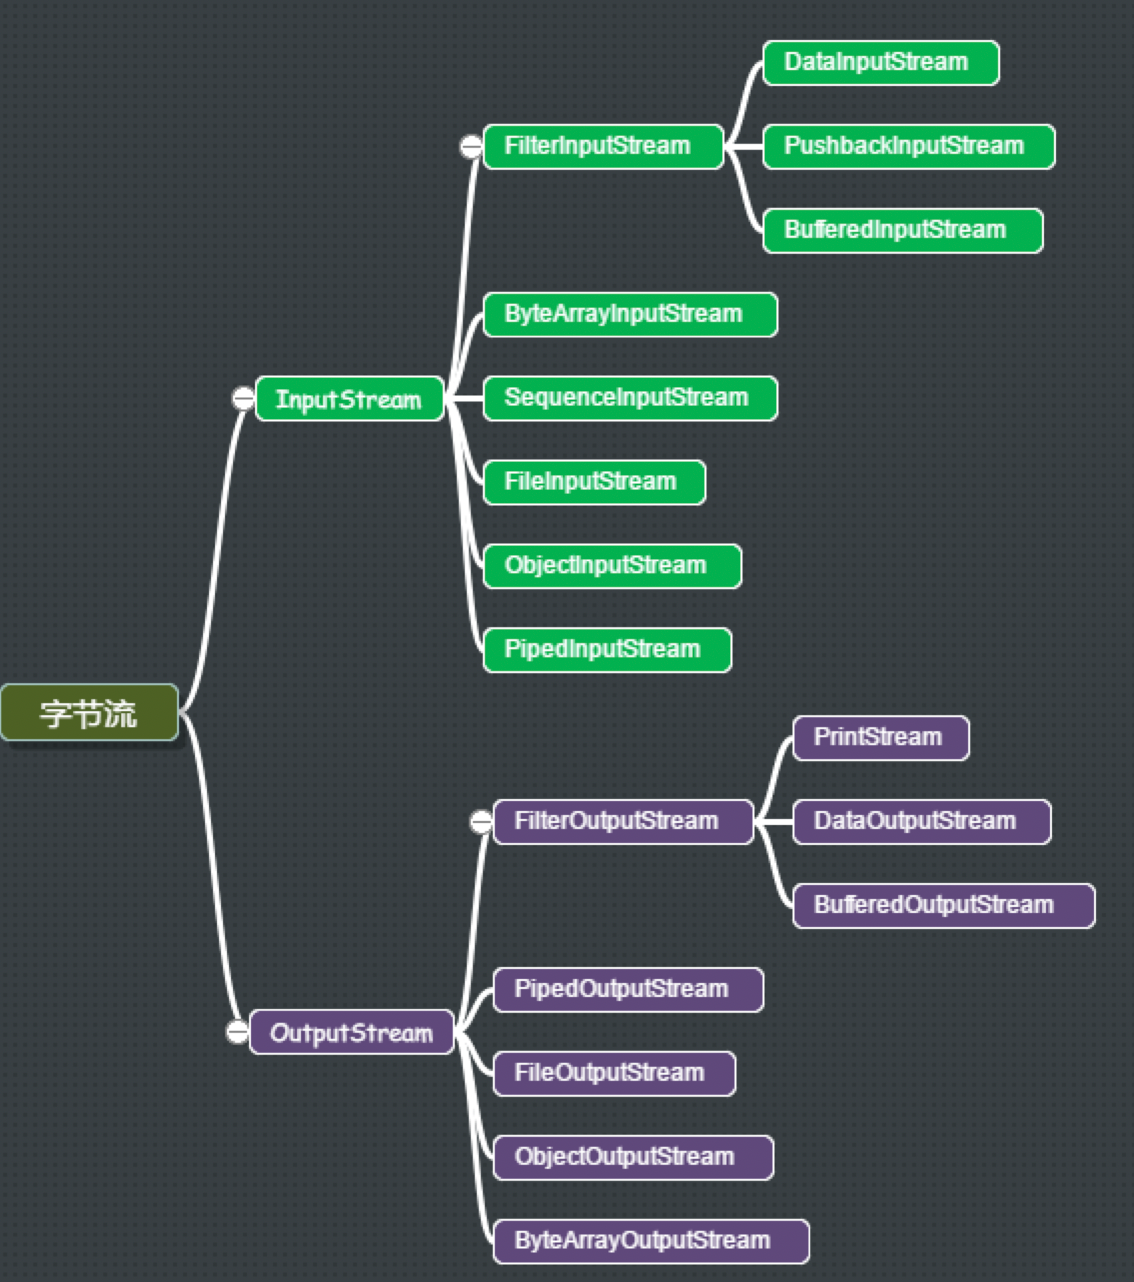 DataInputStream
FilterInputStream
PushbackInputStream
BufferedInputStream
ByteArrayInputStream
InputStream
SequenceInputStream
FileInputStream
ObjectInputStream
PipedInputStream
字节流
PrintStream
FilterOutputStream
DataOutputStream
BufferedOutputStream
PipedOutputStream
OutputStream
FileOutputStream
ObjectOutputStream
ByteArrayOutputStream